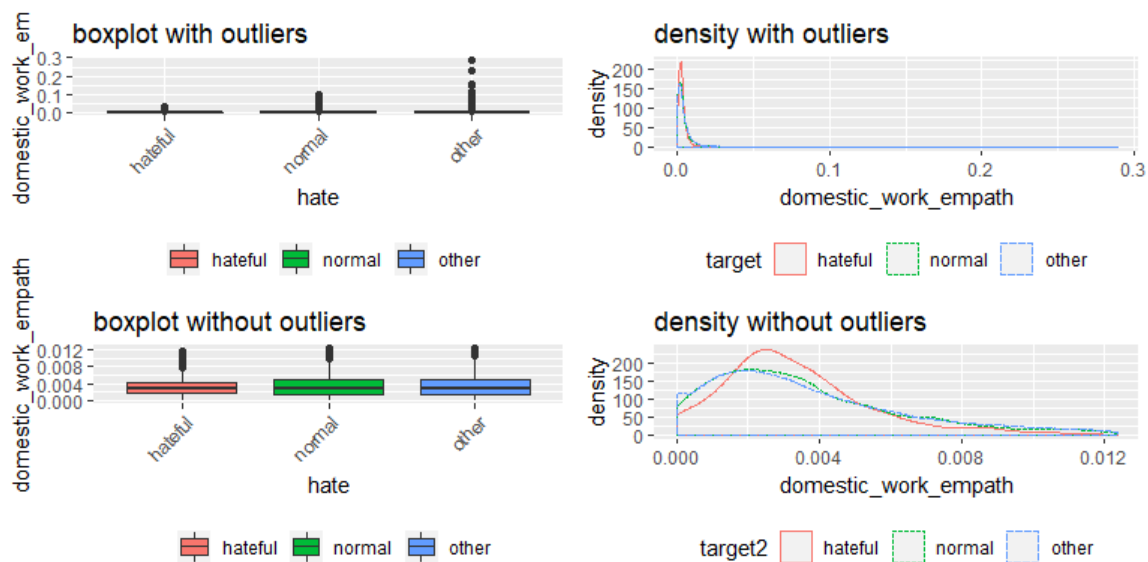 boxplot with outliers
domestic_work_em
0.3
0.2
0.1
0.0
hateful
normal
other
hate
hateful normal other
density with outliers
density
200
150
100
50
0
0.0 0.1 0.2 0.3
domestic_work_empath
target hateful normal other
boxplot without outliers
domestic_work_empath
0.012
0.008
0.004
0.000
hateful
normal
other
hate
hateful normal other
density without outliers
density
200
150
100
50
0
0.000 0.004 0.008 0.012
domestic_work_empath
target2 hateful normal other